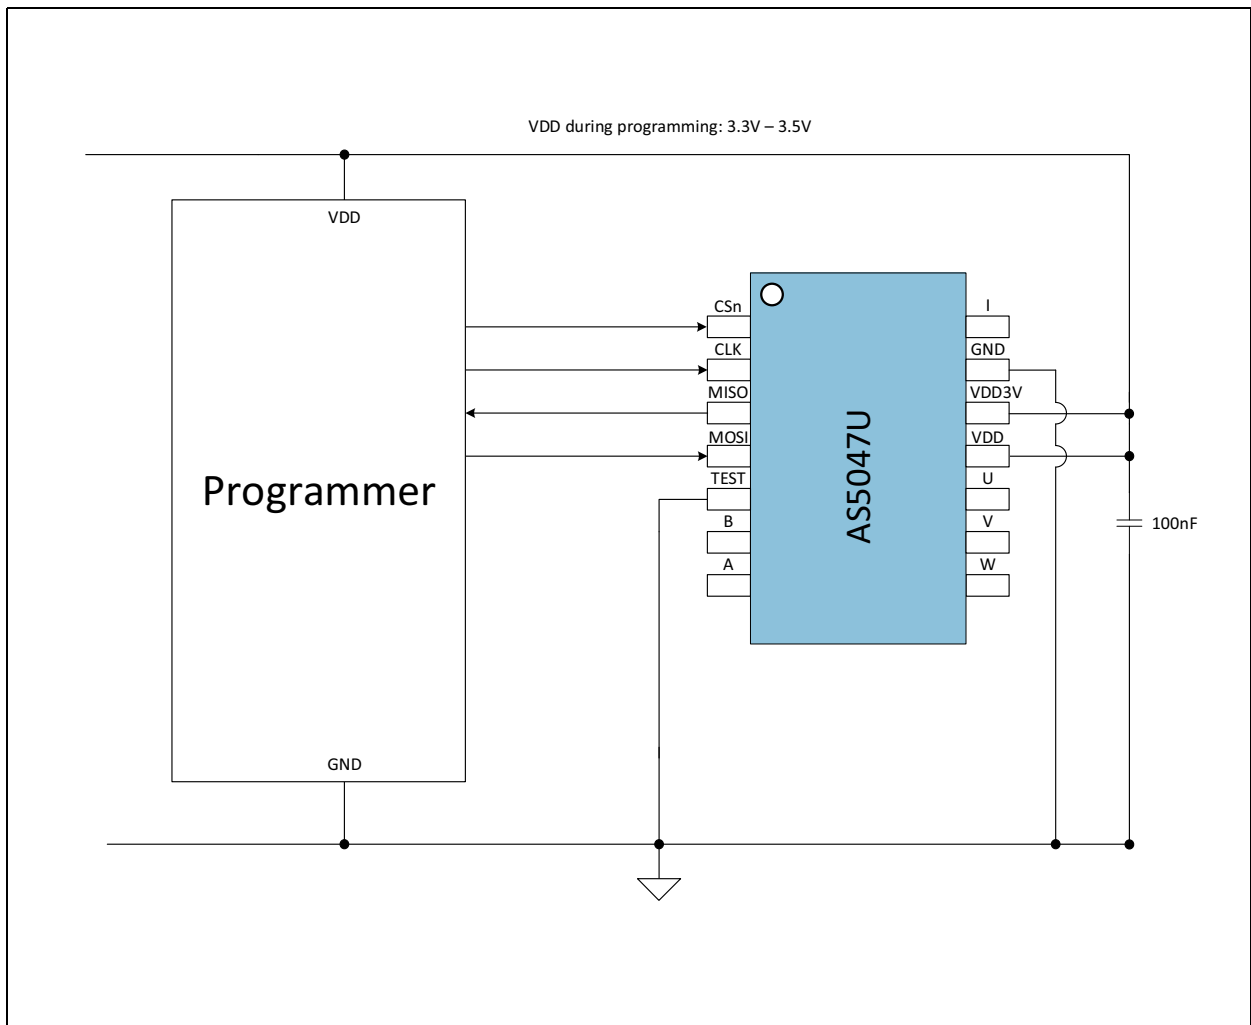 VDD during programming: 3.3V – 3.5V
VDD
Programmer
GND
CSn
CLK
MISO
MOSI
TEST
B
A
AS5047U
I
GND
VDD3V
VDD
U
V
W
100nF